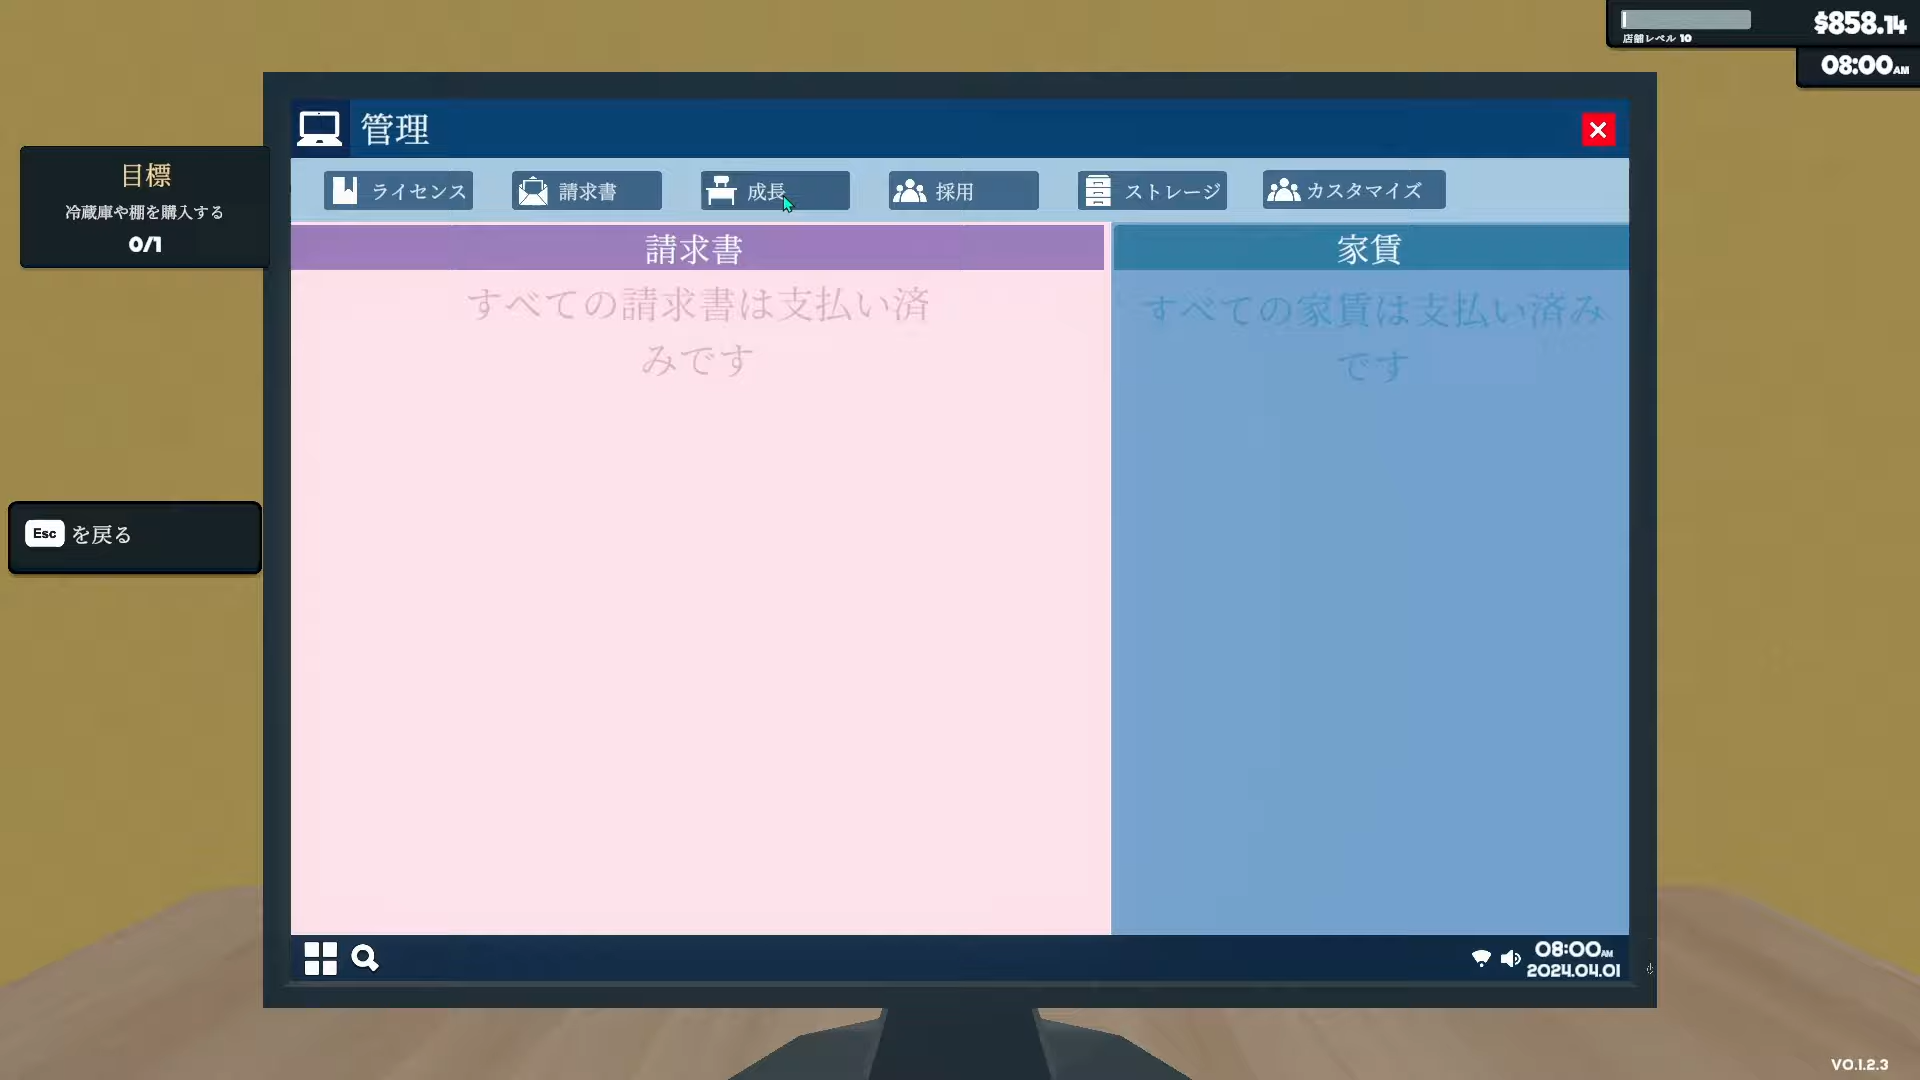 $858.14
店舗レベル 10
08:00AM
管理
目標
冷蔵庫や棚を購入する
0/1
ライセンス
請求書
成長
採用
ストレージ
カスタマイズ
請求書
家賃
すべての請求書は支払い済
みです
すべての家賃は支払い済み
です
Esc を戻る
08:00AM
2024.04.01
V0.1.2.3